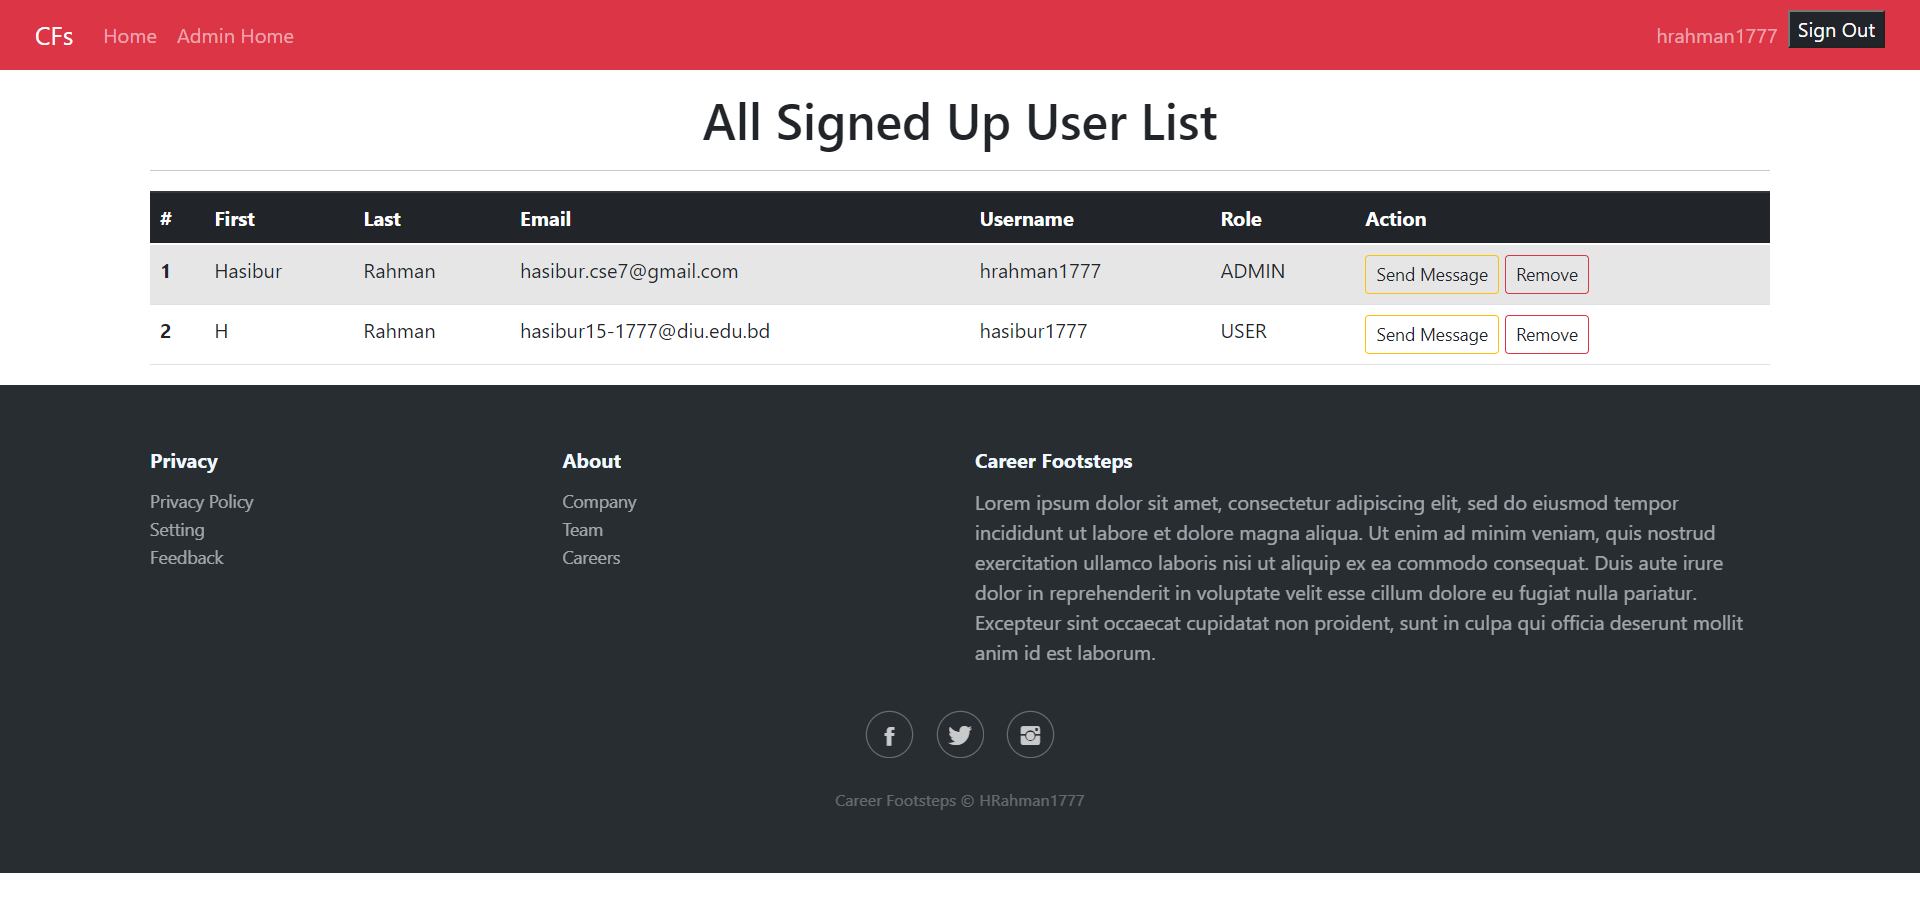 CFs Home Admin Home hrahman1777 Sign Out
All Signed Up User List
# First Last Email Username Role Action
1 Hasibur Rahman hasibur.cse7@gmail.com hrahman1777 ADMIN Send Message Remove
2 H Rahman hasibur15-1777@diu.edu.bd hasibur1777 USER Send Message Remove
Privacy
Privacy Policy
Setting
Feedback
About
Company
Team
Careers
Career Footsteps
Lorem ipsum dolor sit amet, consectetur adipiscing elit, sed do eiusmod tempor
incididunt ut labore et dolore magna aliqua. Ut enim ad minim veniam, quis nostrud
exercitation ullamco laboris nisi ut aliquip ex ea commodo consequat. Duis aute irure
dolor in reprehenderit in voluptate velit esse cillum dolore eu fugiat nulla pariatur.
Excepteur sint occaecat cupidatat non proident, sunt in culpa qui officia deserunt mollit
anim id est laborum.
Career Footsteps © HRahman1777